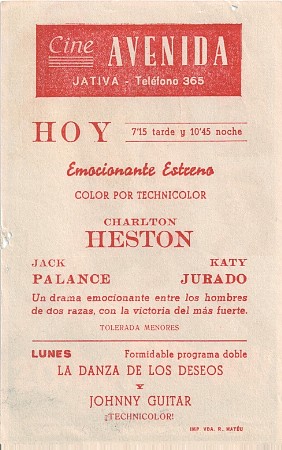 Cine AVENIDA
JATIVA - Teléfono 365
HOY 7'15 tarde y 10'45 noche
Emocionante Estreno
COLOR POR TECHNICOLOR
CHARLTON
HESTON
JACK KATY
PALANCE JURADO
Un drama emocionante entre los hombres
de dos razas, con la victoria del más fuerte.
TOLERADA MENORES
LUNES Formidable programa doble
LA DANZA DE LOS DESEOS
Y
JOHNNY GUITAR
¡TECHNICOLOR!
IMP VDA. R. MATÉU